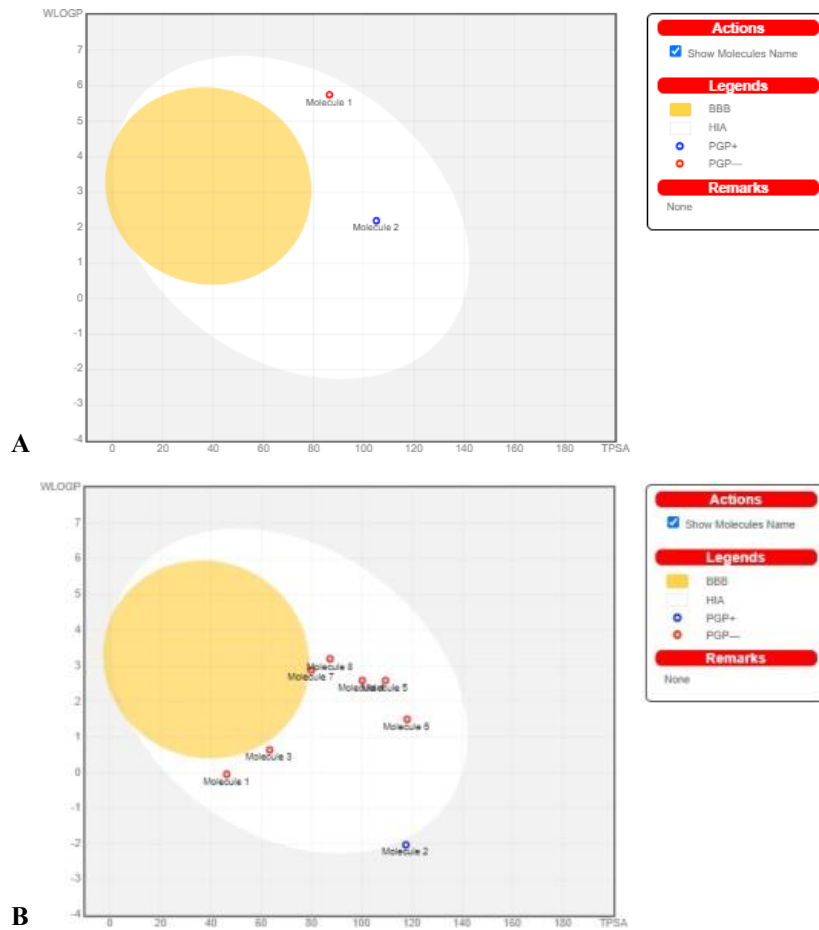 WLOGP
7
6
5
4
3
2
1
0
-1
-2
-3
-4
0 20 40 60 80 100 120 140 160 180 TPSA
Molecule 1
Molecule 2
Actions
Show Molecules Name
Legends
BBB
HIA
PGP+
PGP—
Remarks
None
A
WLOGP
7
6
5
4
3
2
1
0
-1
-2
-3
-4
0 20 40 60 80 100 120 140 160 180 TPSA
Molecule 8
Molecule 7
Molecule 5
Molecule 3
Molecule 1
Molecule 2
Actions
Show Molecules Name
Legends
BBB
HIA
PGP+
PGP—
Remarks
None
B